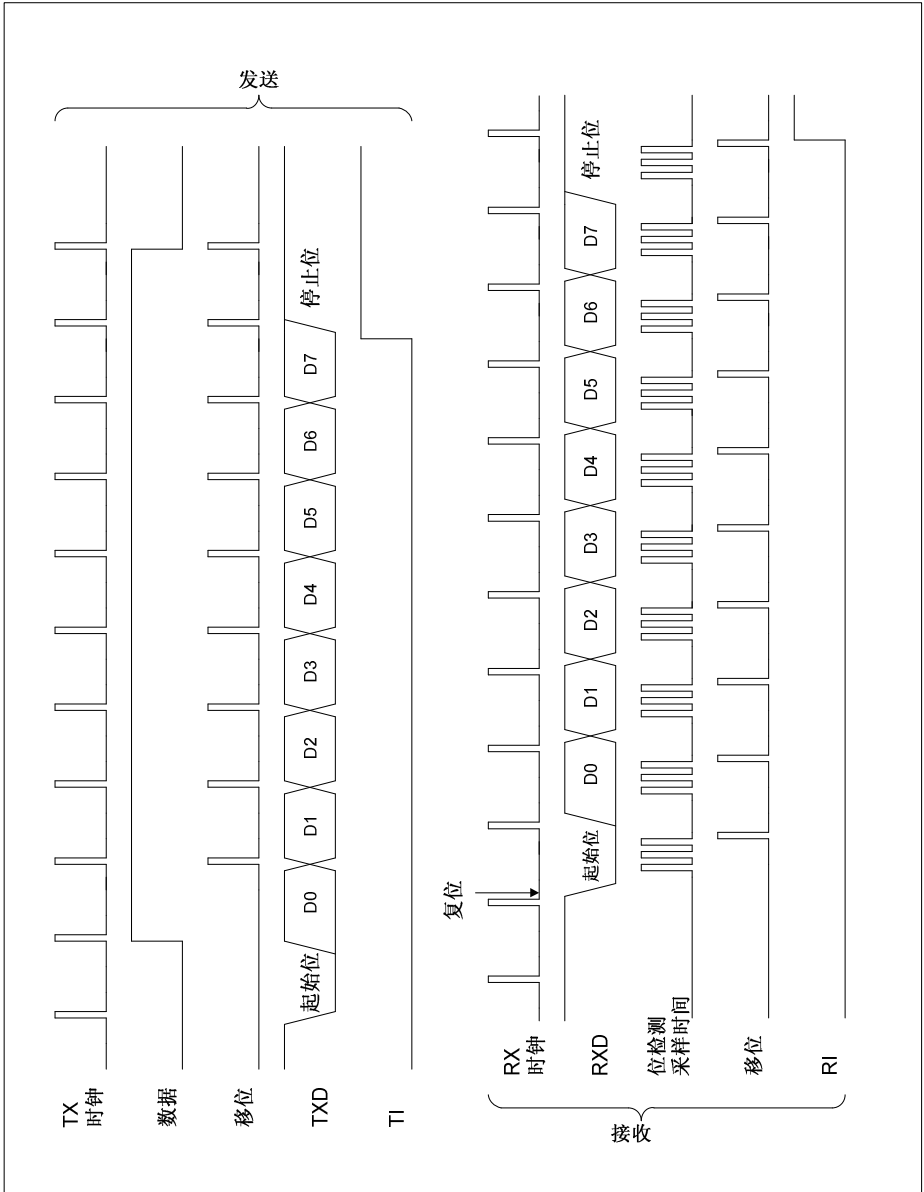 发送
TX
时钟
数据
移位
TXD
起始位
D0
D1
D2
D3
D4
D5
D6
D7
停止位
TI
接收
复位
RX
时钟
RXD
起始位
D0
D1
D2
D3
D4
D5
D6
D7
停止位
位检测
采样时间
移位
RI